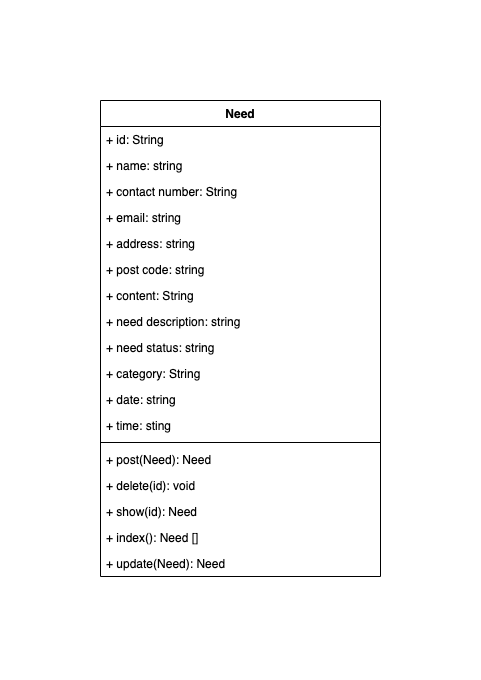 Need
+ id: String
+ name: string
+ contact number: String
+ email: string
+ address: string
+ post code: string
+ content: String
+ need description: string
+ need status: string
+ category: String
+ date: string
+ time: sting
+ post(Need): Need
+ delete(id): void
+ show(id): Need
+ index(): Need []
+ update(Need): Need